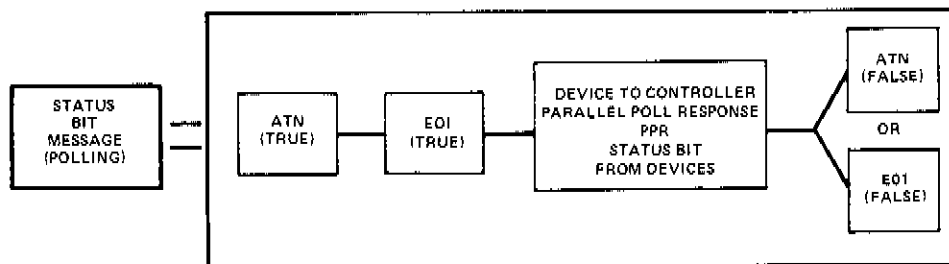 STATUS
BIT
MESSAGE
(POLLING)
=
ATN
(TRUE)
EOI
(TRUE)
DEVICE TO CONTROLLER
PARALLEL POLL RESPONSE
PPR
STATUS BIT
FROM DEVICES
ATN
(FALSE)
OR
E01
(FALSE)